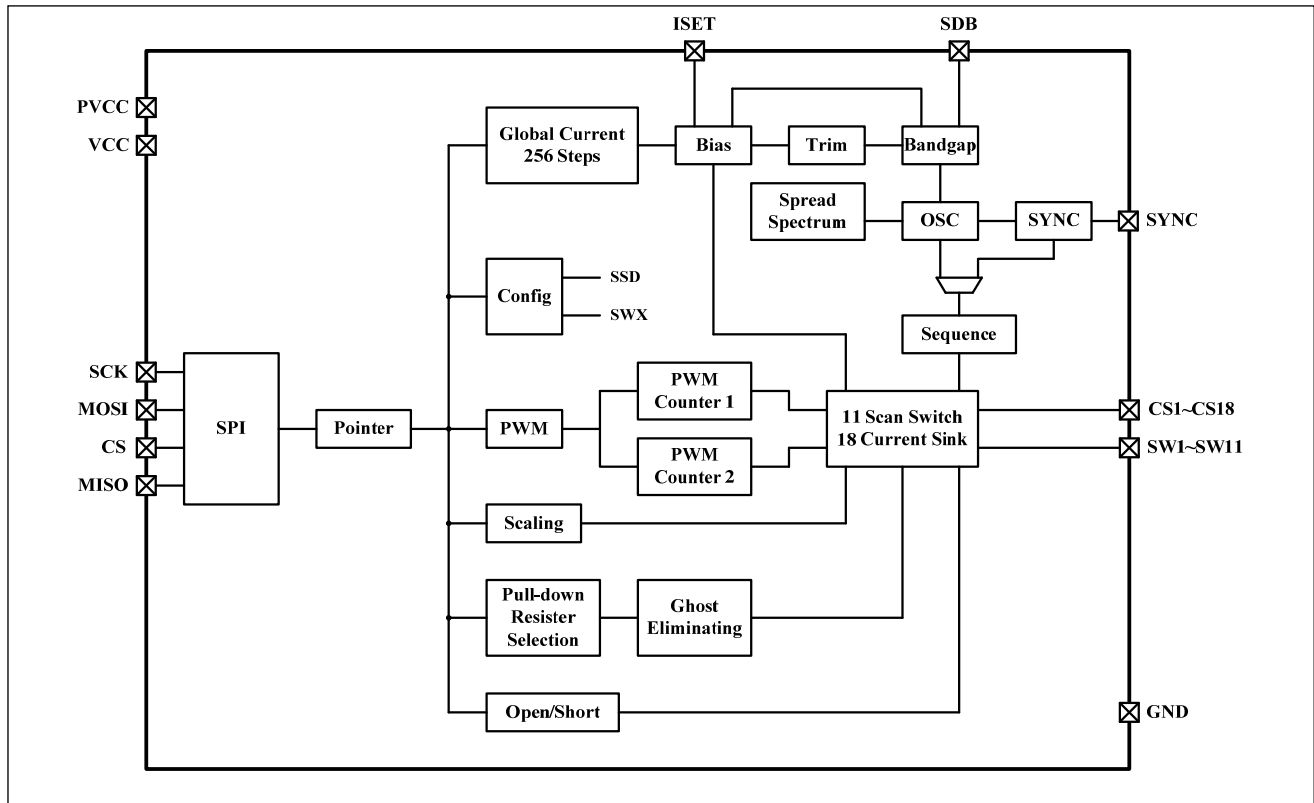 ISET
SDB
PVCC
VCC
Global Current
256 Steps
Bias
Trim
Bandgap
Spread
Spectrum
OSC
SYNC
SYNC
Config
SSD
SWX
Sequence
SCK
MOSI
CS
MISO
SPI
Pointer
PWM
PWM
Counter 1
PWM
Counter 2
11 Scan Switch
18 Current Sink
CS1~CS18
SW1~SW11
Scaling
Pull-down
Resister
Selection
Ghost
Eliminating
Open/Short
GND